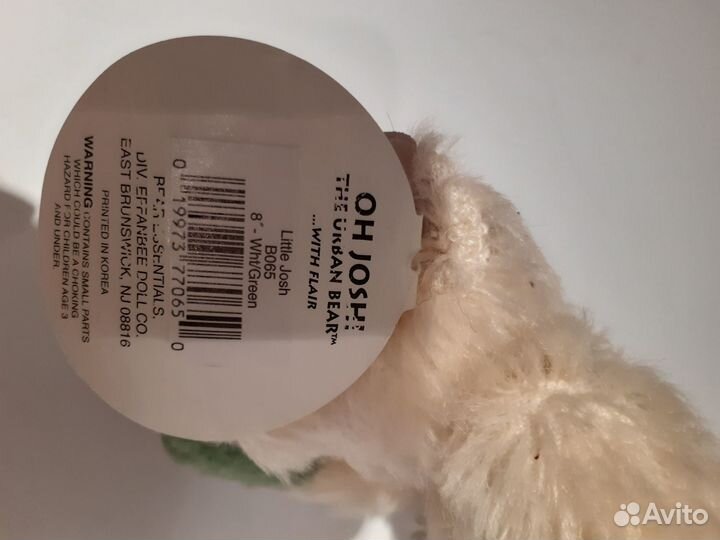 OH JOSH!
THE URBAN BEAR™
...WITH FLAIR
Little Josh
B065
8" - Wht/Green
0 19973 77065 0
BEAR ESSENTIALS,
DIV. EFFANBEE DOLL CO.
EAST BRUNSWICK, NJ 08816
PRINTED IN KOREA
WARNING CONTAINS SMALL PARTS
WHICH COULD BE A CHOKING
HAZARD FOR CHILDREN AGE 3
AND UNDER.
Avito